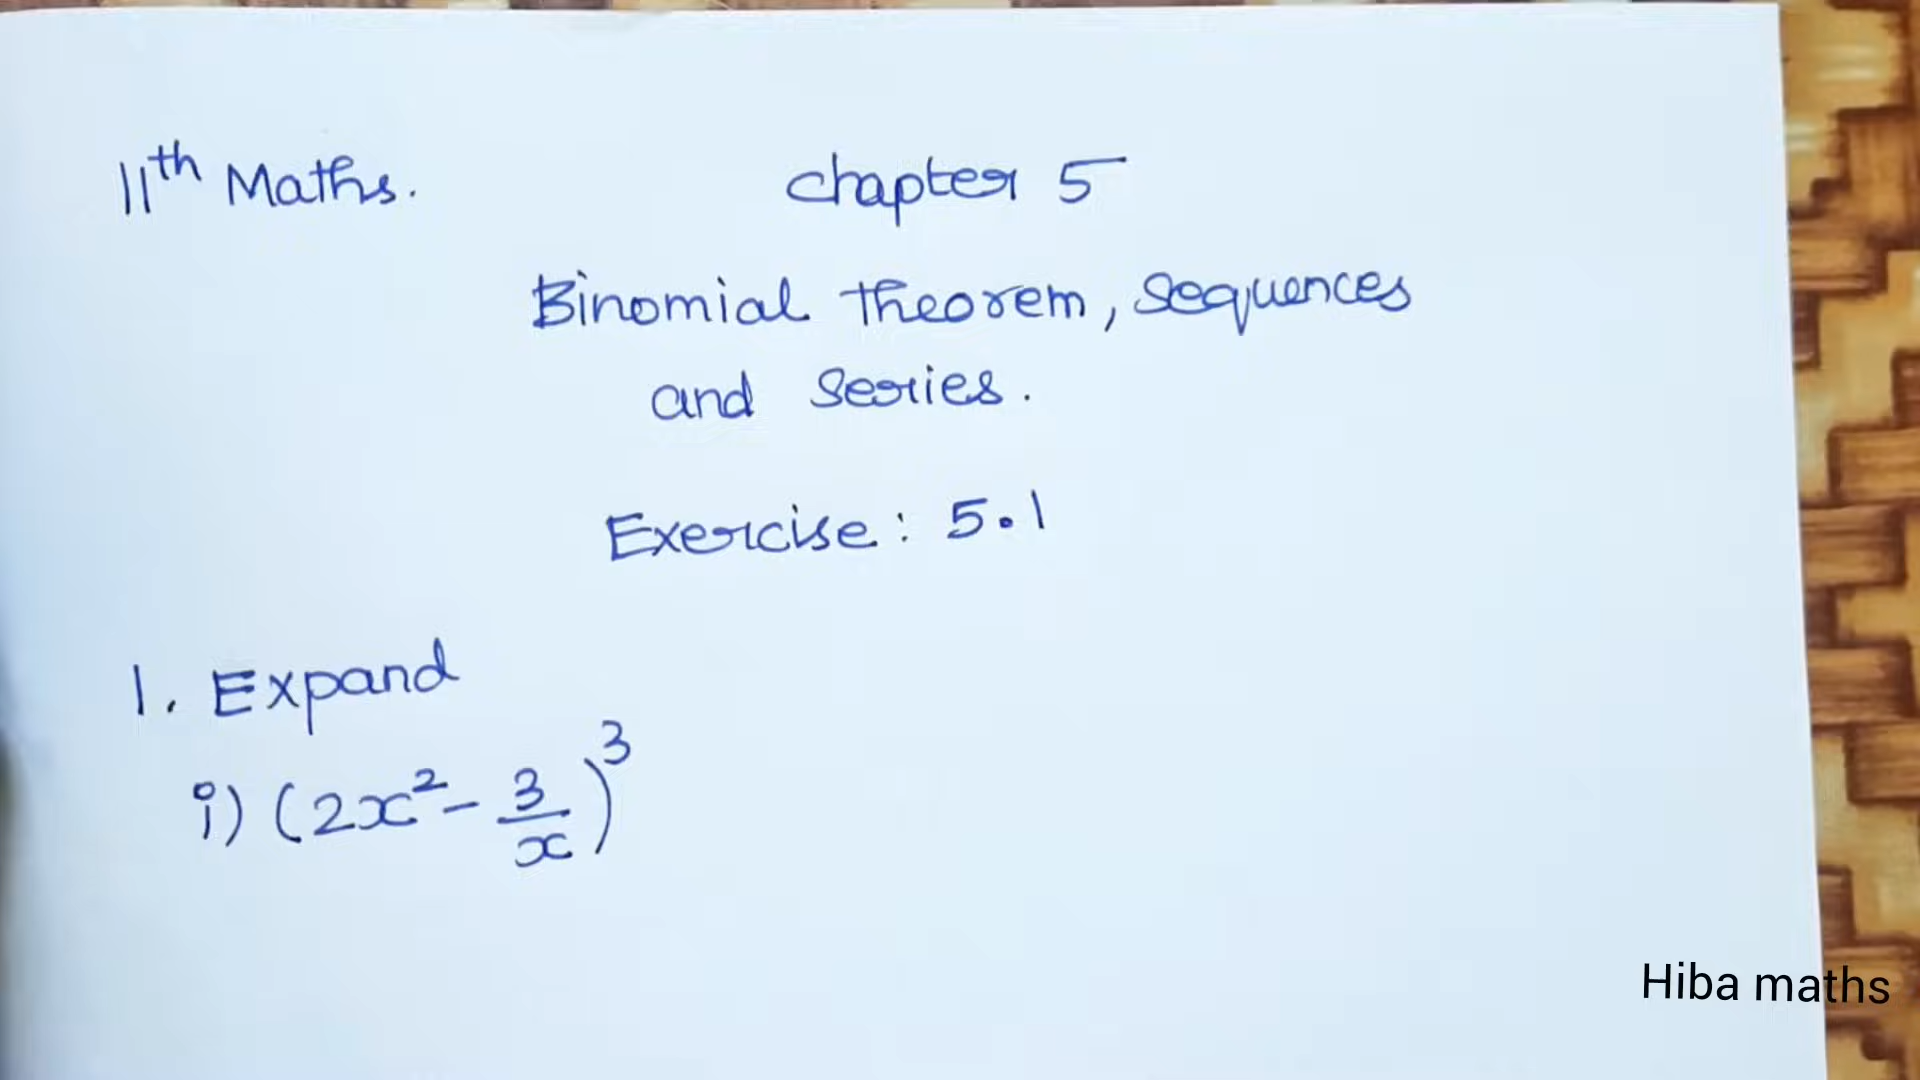 11th Maths. chapter 5
Binomial theorem, sequences
and series.
Exercise: 5.1
1. Expand
i) (2x² - 3/x)³
Hiba maths